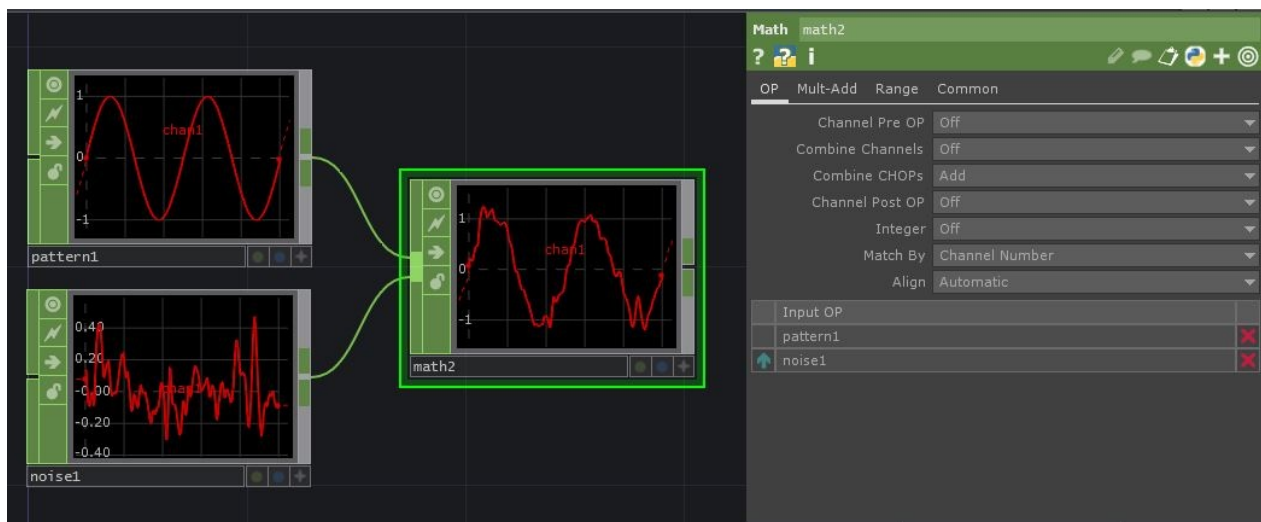 1
chan1
0
-1
pattern1
0.40
0.20
-0.00
chan1
-0.20
-0.40
noise1
1
chan1
0
-1
math2
Math math2
? ? i
OP Mult-Add Range Common
Channel Pre OP Off
Combine Channels Off
Combine CHOPs Add
Channel Post OP Off
Integer Off
Match By Channel Number
Align Automatic
Input OP
pattern1
noise1